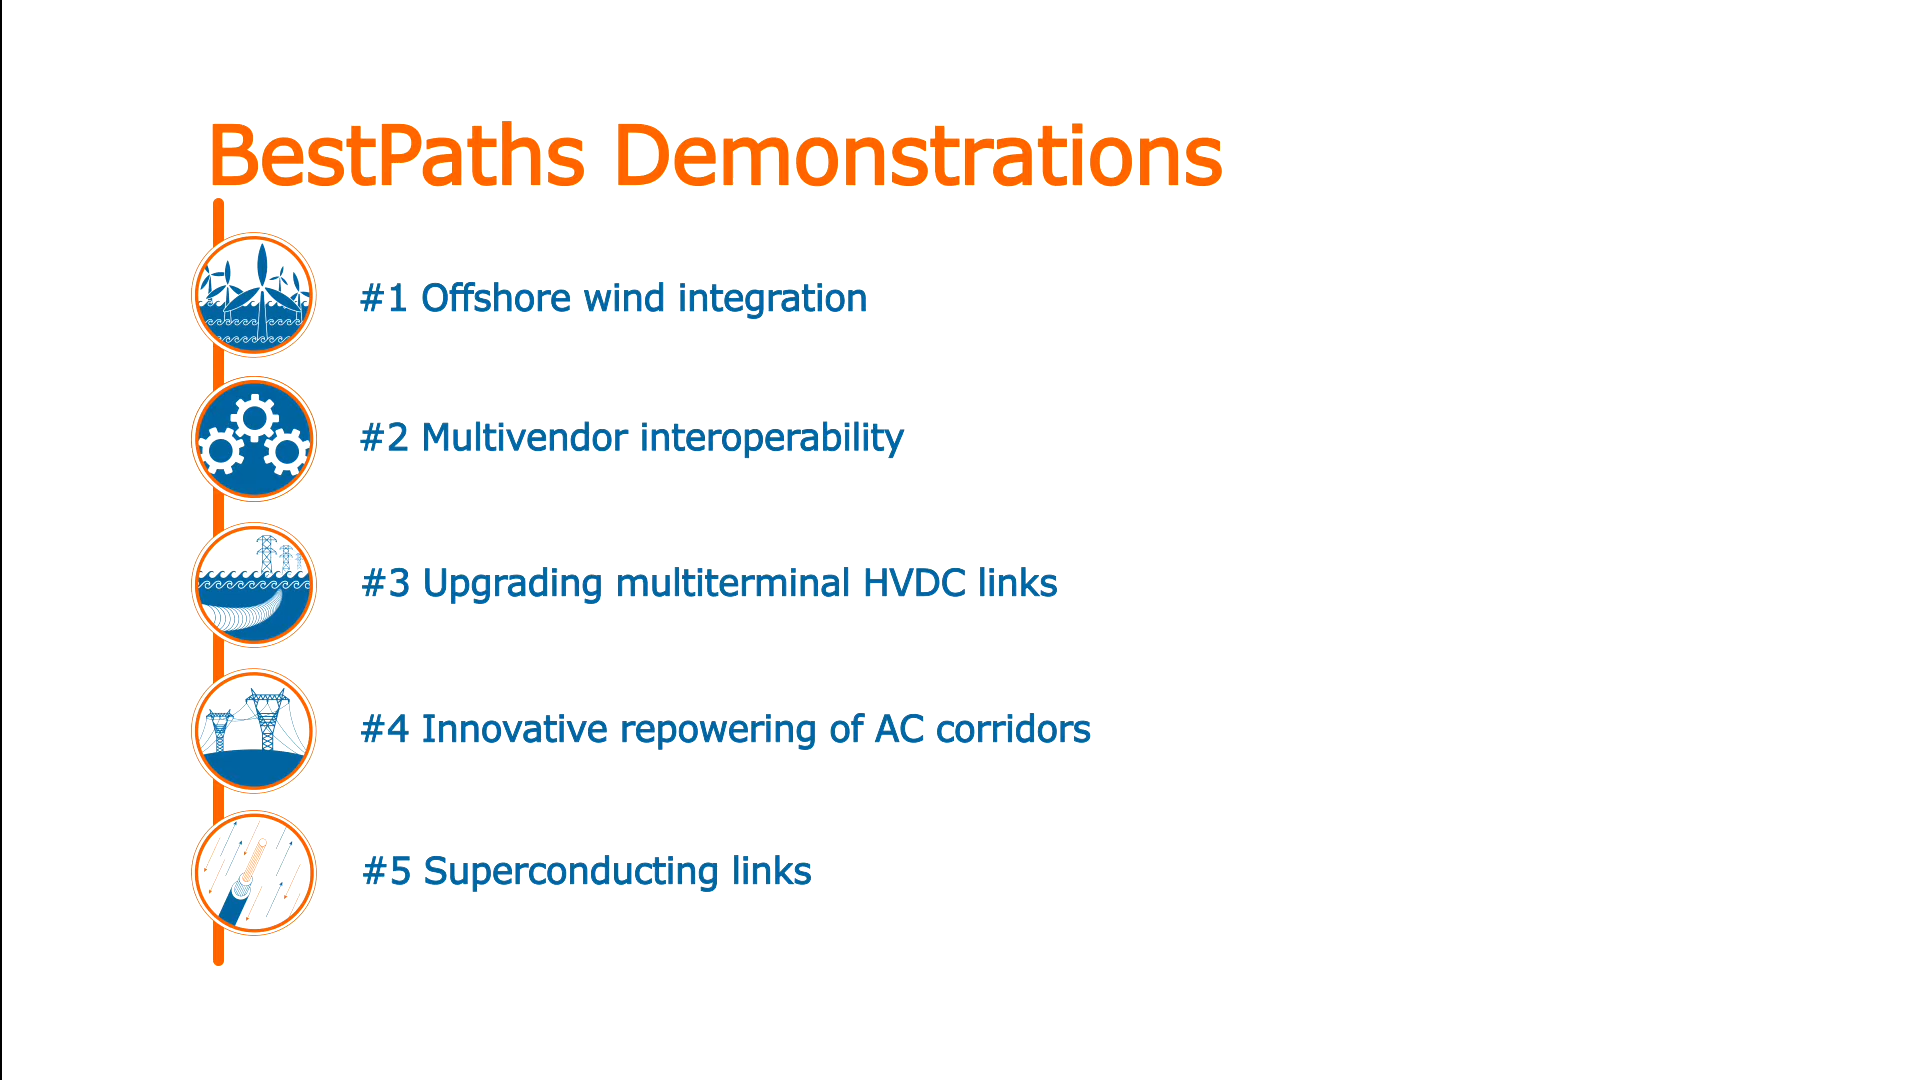 BestPaths Demonstrations
#1 Offshore wind integration
#2 Multivendor interoperability
#3 Upgrading multiterminal HVDC links
#4 Innovative repowering of AC corridors
#5 Superconducting links